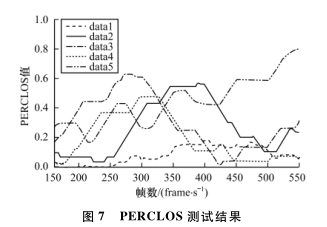 data1
data2
data3
data4
data5
PERCLOS值
1.0
0.8
0.6
0.4
0.2
0.0
150 200 250 300 350 400 450 500 550
帧数/(frame·s⁻¹)
图 7 PERCLOS 测试结果